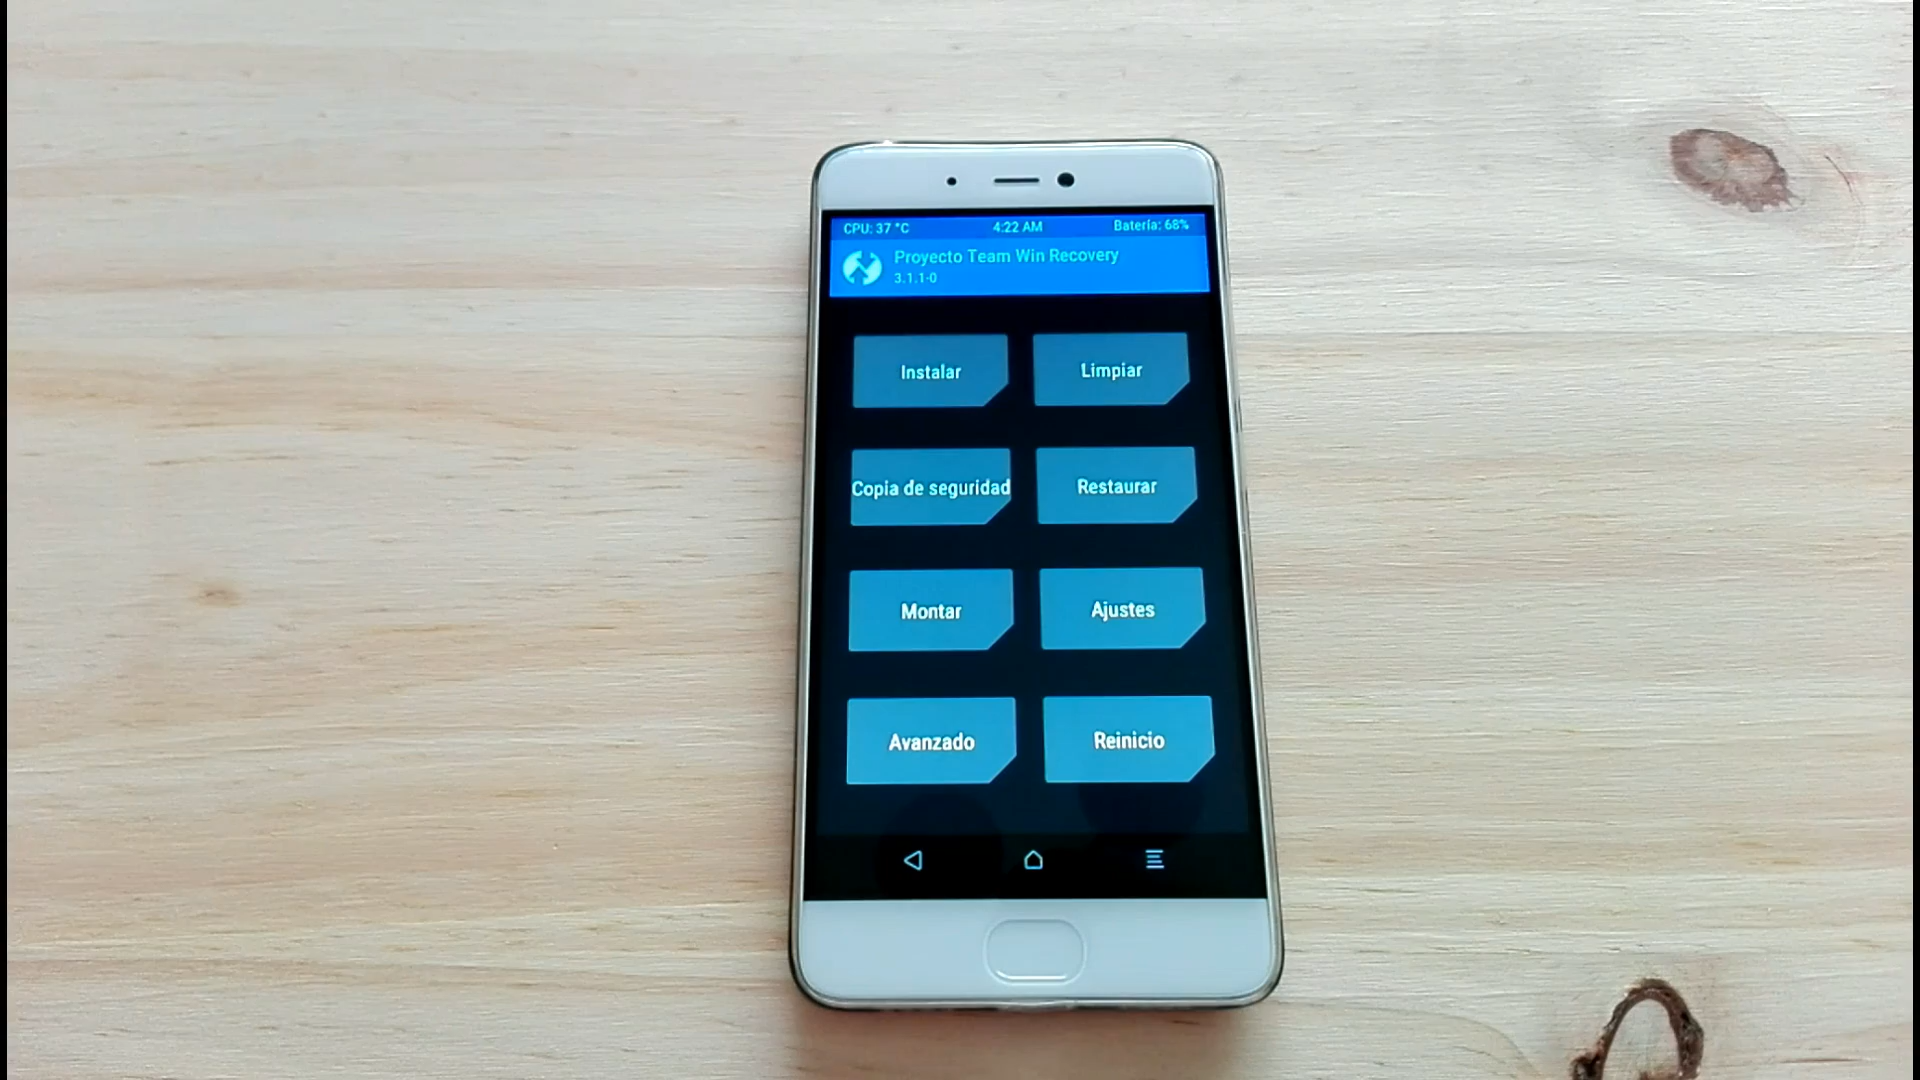 CPU: 37 °C 4:22 AM Batería: 68%
Proyecto Team Win Recovery
3.1.1-0
Instalar Limpiar
Copia de seguridad Restaurar
Montar Ajustes
Avanzado Reinicio